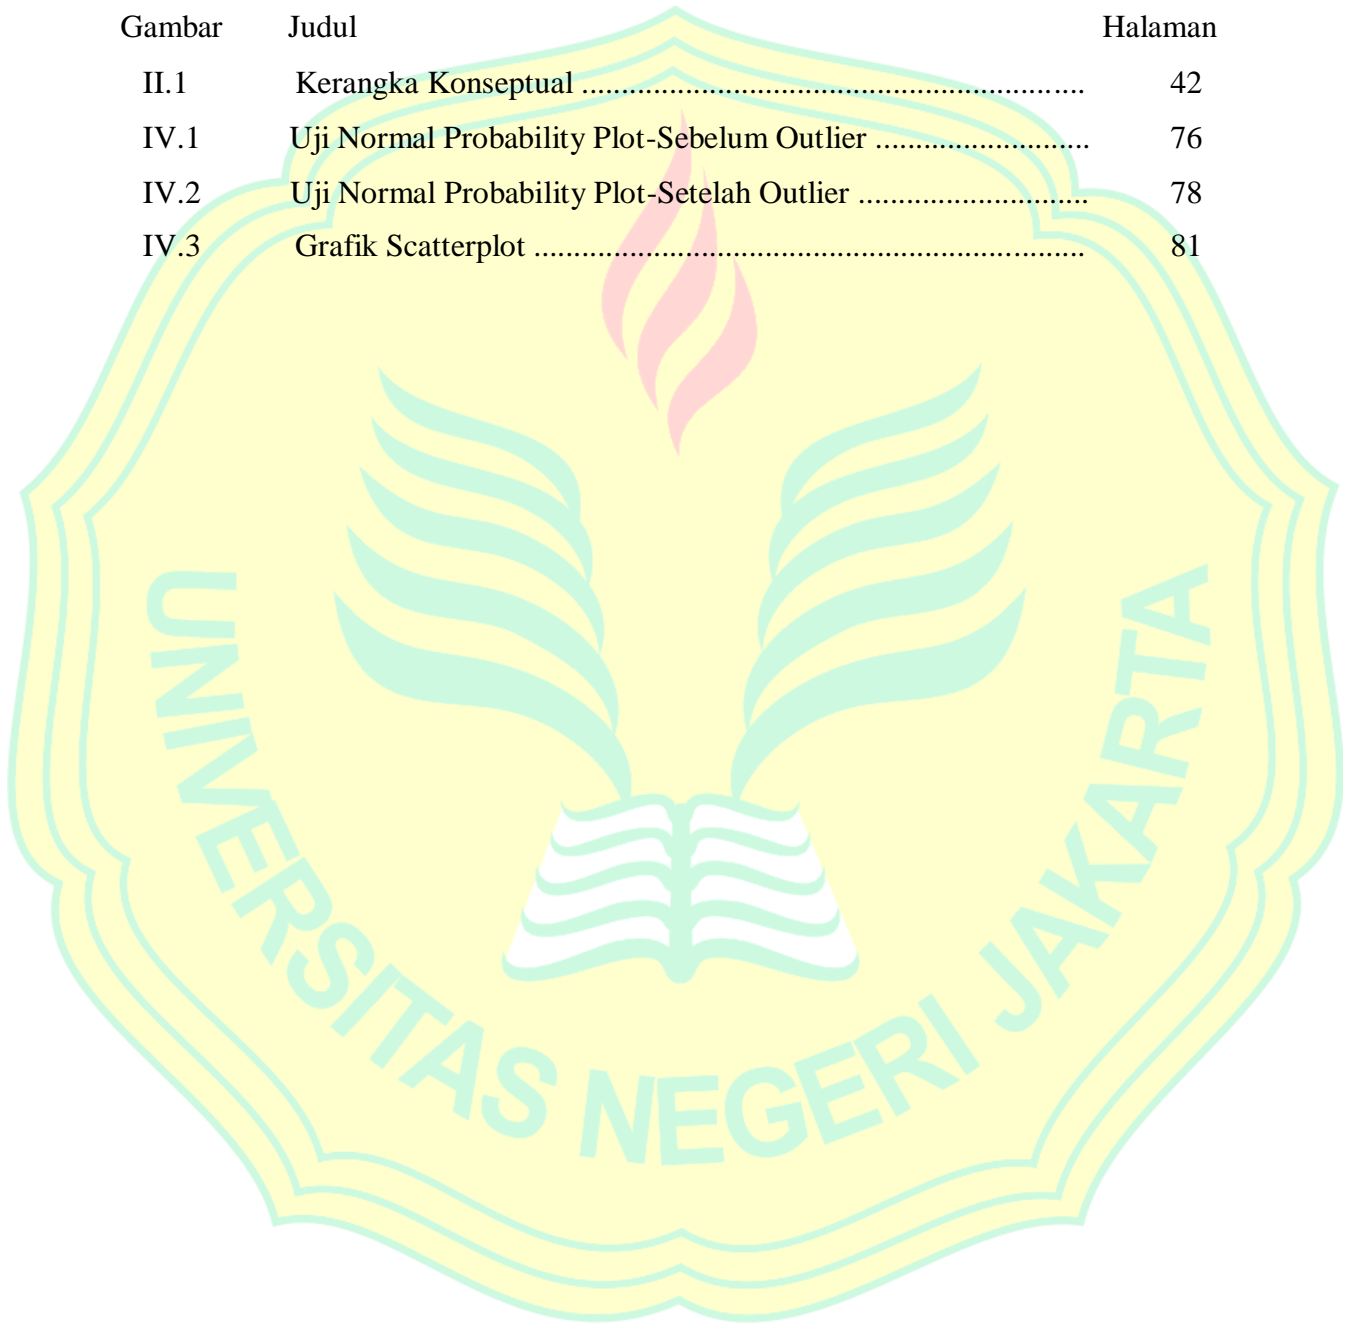 Gambar Judul Halaman
II.1 Kerangka Konseptual .............................................................. 42
IV.1 Uji Normal Probability Plot-Sebelum Outlier .......................... 76
IV.2 Uji Normal Probability Plot-Setelah Outlier ............................ 78
IV.3 Grafik Scatterplot .................................................................... 81
UNIVERSITAS NEGERI JAKARTA